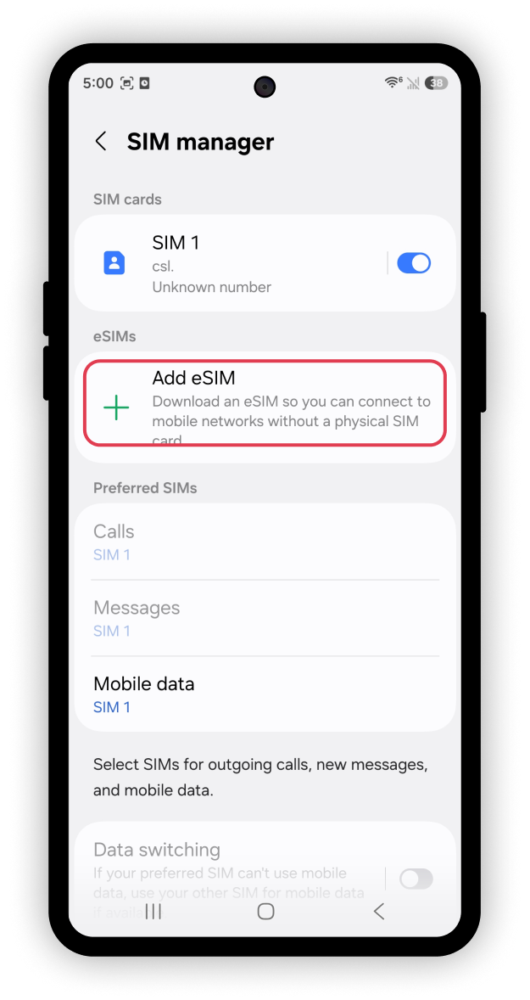 5:00
6
38
SIM manager
SIM cards
SIM 1
csl.
Unknown number
eSIMs
Add eSIM
Download an eSIM so you can connect to
mobile networks without a physical SIM
card
Preferred SIMs
Calls
SIM 1
Messages
SIM 1
Mobile data
SIM 1
Select SIMs for outgoing calls, new messages,
and mobile data.
Data switching
If your preferred SIM can't use mobile
data, use your other SIM for mobile data
if